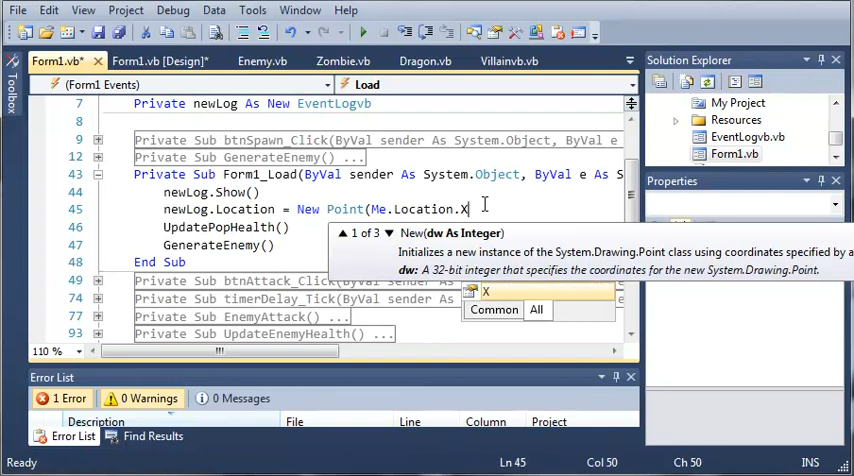 File Edit View Project Debug Data Tools Window Help
Form1.vb* Form1.vb [Design]* Enemy.vb Zombie.vb Dragon.vb Villainvb.vb
Toolbox
(Form1 Events) Load
7 Private newLog As New EventLogvb
8
9 Private Sub btnSpawn_Click(ByVal sender As System.Object, ByVal e
12 Private Sub GenerateEnemy() ...
43 Private Sub Form1_Load(ByVal sender As System.Object, ByVal e As S
44 newLog.Show()
45 newLog.Location = New Point(Me.Location.X
46 UpdatePopHealth()
47 GenerateEnemy()
48 End Sub
49 Private Sub btnAttack_Click(ByVal sender As System.Object, ByVal
74 Private Sub timerDelay_Tick(ByVal sender As
77 Private Sub EnemyAttack() ...
93 Private Sub UpdateEnemyHealth() ...
1 of 3 New(dw As Integer)
Initializes a new instance of the System.Drawing.Point class using coordinates specified by a
dw: A 32-bit integer that specifies the coordinates for the new System.Drawing.Point.
X
Common All
110 %
Solution Explorer
My Project
Resources
EventLogvb.vb
Form1.vb
Properties
Error List
1 Error 0 Warnings 0 Messages
Description File Line Column Project
Error List Find Results
Ready Ln 45 Col 50 Ch 50 INS